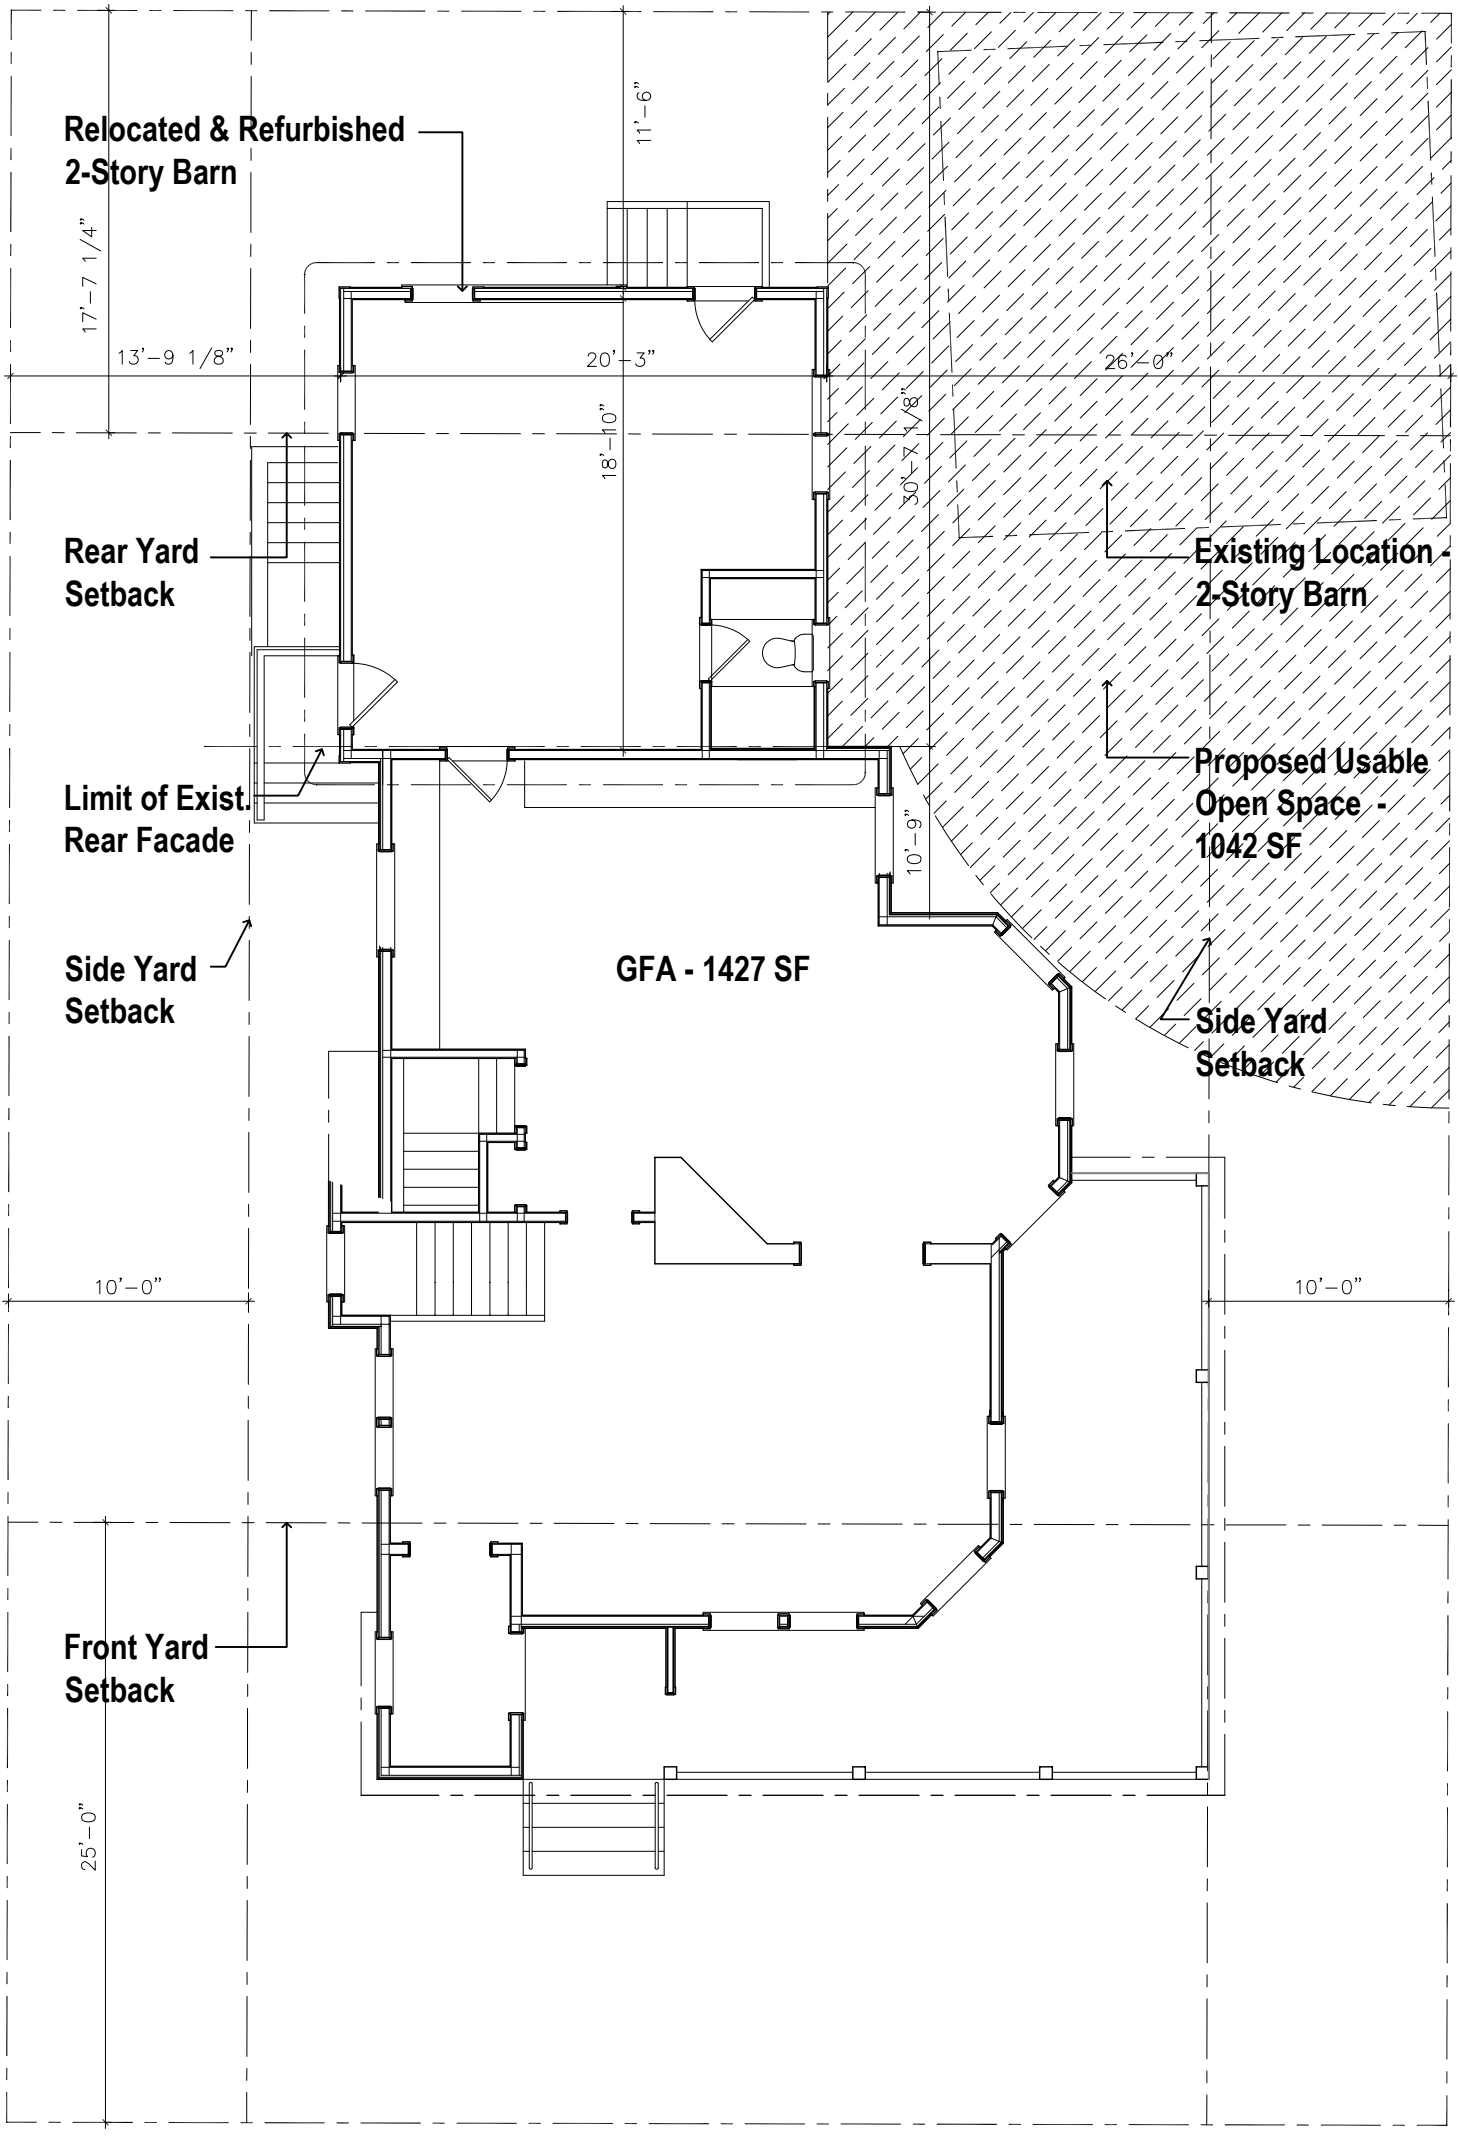 11'-6"
Relocated & Refurbished
2-Story Barn
17'-7 1/4"
13'-9 1/8"
20'-3"
26'-0"
18'-10"
30'-7 1/8"
Rear Yard
Setback
Existing Location -
2-Story Barn
Limit of Exist.
Rear Facade
Proposed Usable
Open Space -
1042 SF
10'-9"
Side Yard
Setback
GFA - 1427 SF
Side Yard
Setback
10'-0"
10'-0"
Front Yard
Setback
25'-0"